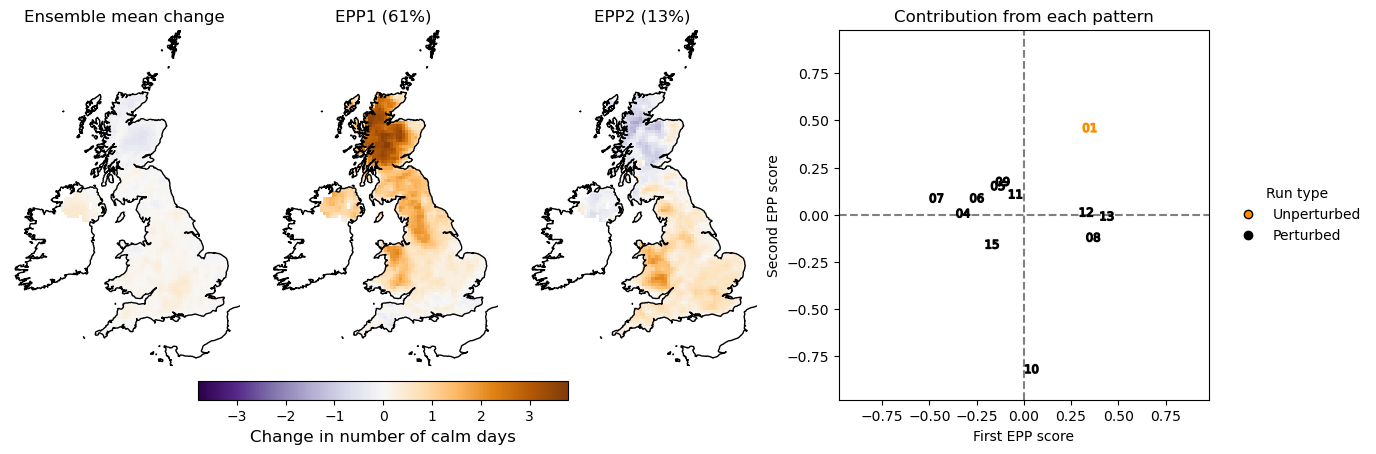 Ensemble mean change
EPP1 (61%)
EPP2 (13%)
Contribution from each pattern
−3 −2 −1 0 1 2 3
Change in number of calm days
Second EPP score
0.75
0.50
0.25
0.00
−0.25
−0.50
−0.75
01
09
05
07 06 11
04 12 13
15 08
10
−0.75 −0.50 −0.25 0.00 0.25 0.50 0.75
First EPP score
Run type
Unperturbed
Perturbed